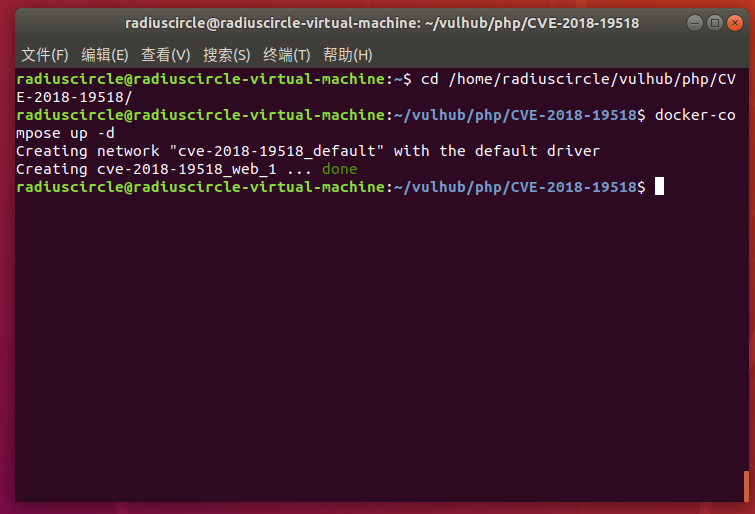 radiuscircle@radiuscircle-virtual-machine: ~/vulhub/php/CVE-2018-19518
文件(F) 编辑(E) 查看(V) 搜索(S) 终端(T) 帮助(H)
radiuscircle@radiuscircle-virtual-machine:~$ cd /home/radiuscircle/vulhub/php/CV
E-2018-19518/
radiuscircle@radiuscircle-virtual-machine:~/vulhub/php/CVE-2018-19518$ docker-co
mpose up -d
Creating network "cve-2018-19518_default" with the default driver
Creating cve-2018-19518_web_1 ... done
radiuscircle@radiuscircle-virtual-machine:~/vulhub/php/CVE-2018-19518$